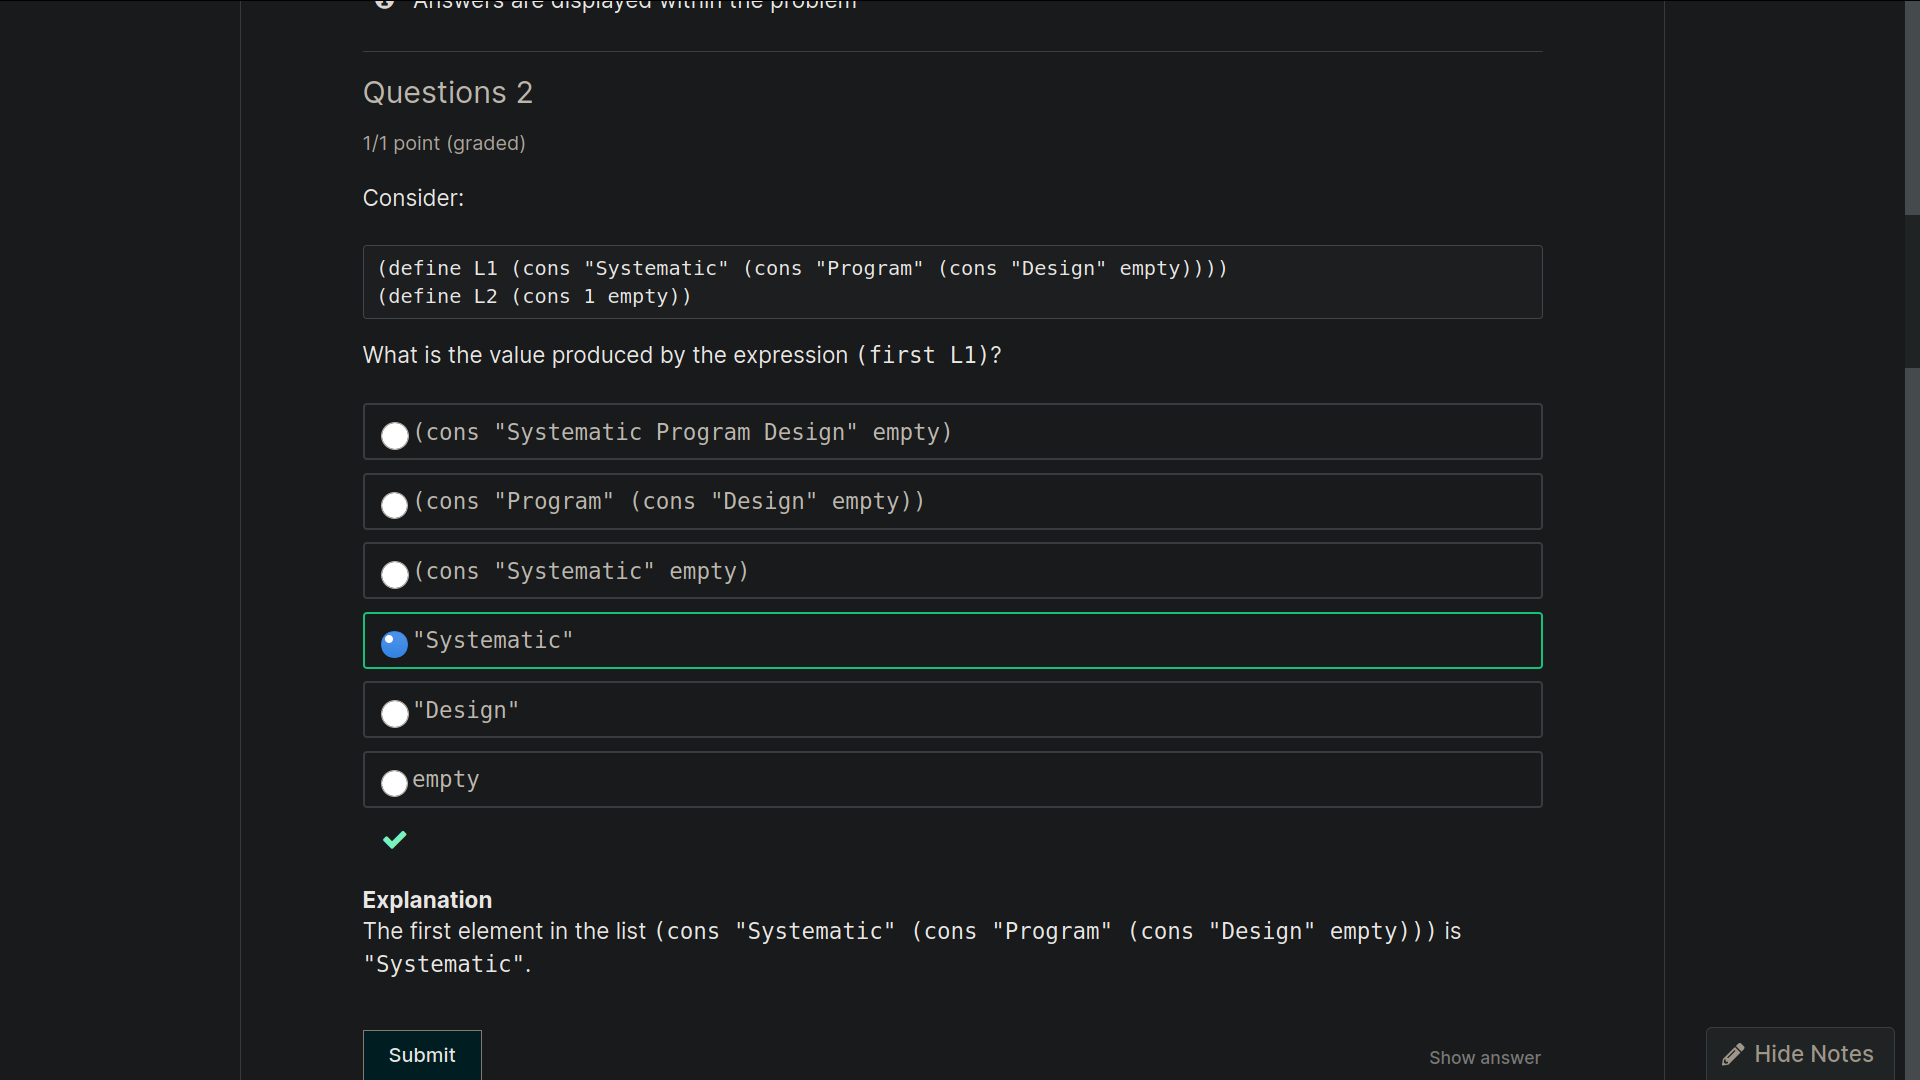 Answers are displayed within the problem
Questions 2
1/1 point (graded)
Consider:
(define L1 (cons "Systematic" (cons "Program" (cons "Design" empty))))
(define L2 (cons 1 empty))
What is the value produced by the expression (first L1)?
(cons "Systematic Program Design" empty)
(cons "Program" (cons "Design" empty))
(cons "Systematic" empty)
"Systematic"
"Design"
empty
Explanation
The first element in the list (cons "Systematic" (cons "Program" (cons "Design" empty))) is
"Systematic".
Submit
Show answer
Hide Notes